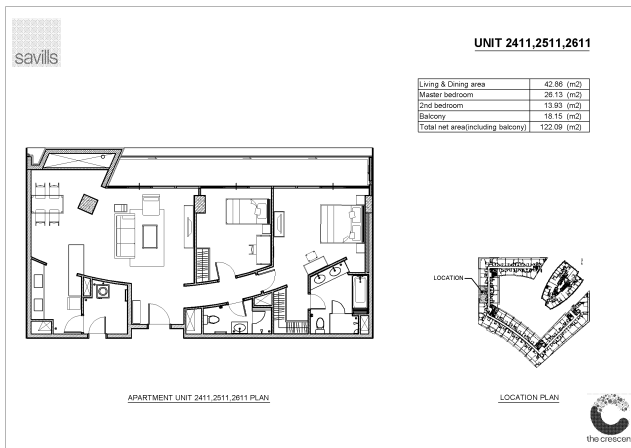 savills
UNIT 2411,2511,2611
Living & Dining area 42.86 (m2)
Master bedroom 26.13 (m2)
2nd bedroom 13.93 (m2)
Balcony 18.15 (m2)
Total net area(including balcony) 122.09 (m2)
LOCATION
APARTMENT UNIT 2411,2511,2611 PLAN
LOCATION PLAN
the crescen